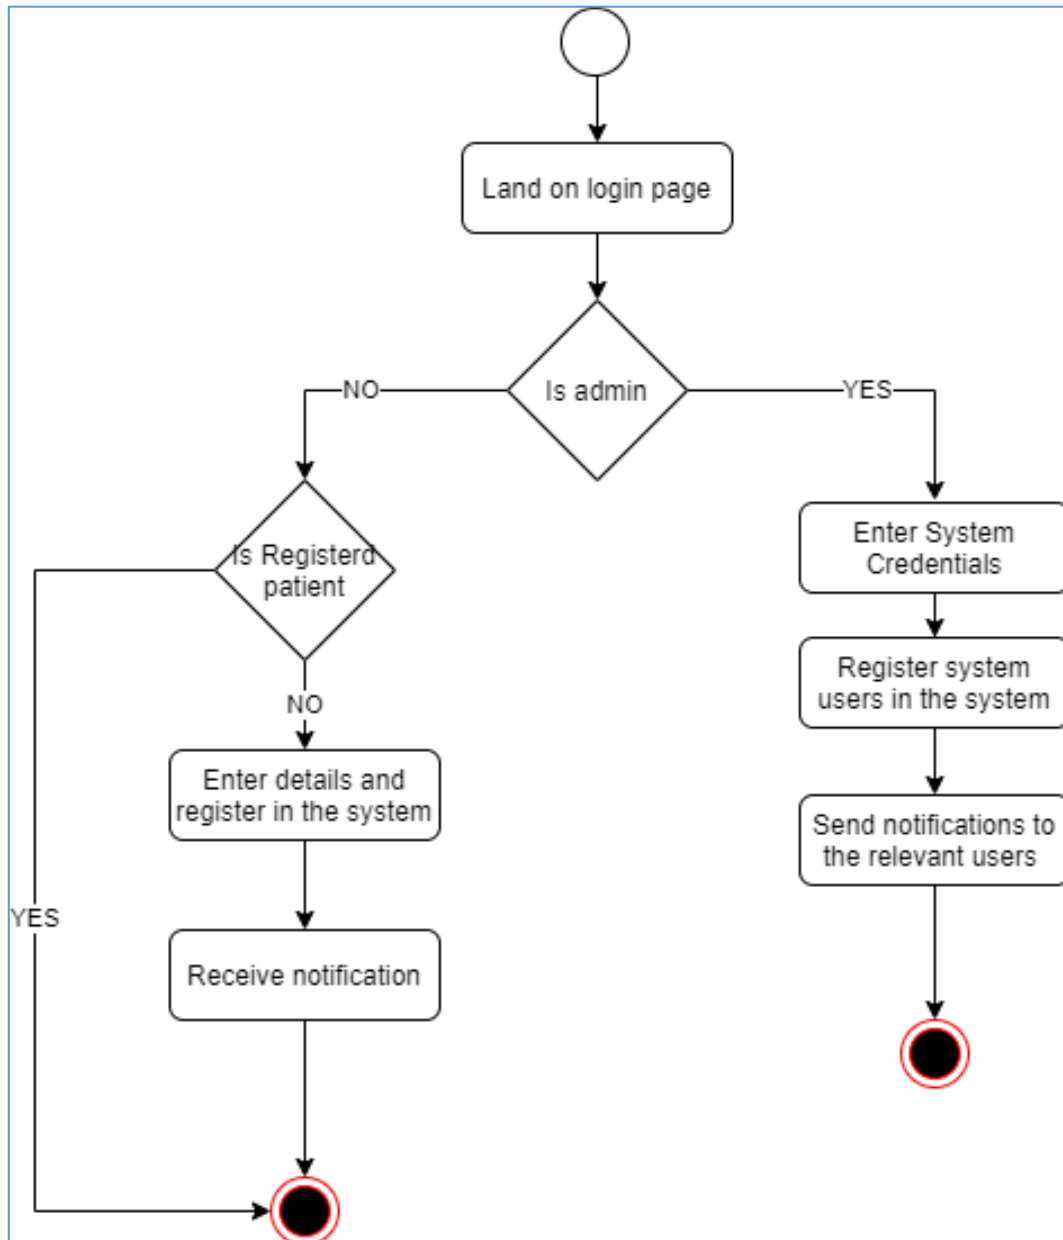 Land on login page
Is admin
NO
YES
Is Registerd
patient
Enter System
Credentials
Register system
users in the system
NO
Enter details and
register in the system
Send notifications to
the relevant users
YES
Receive notification